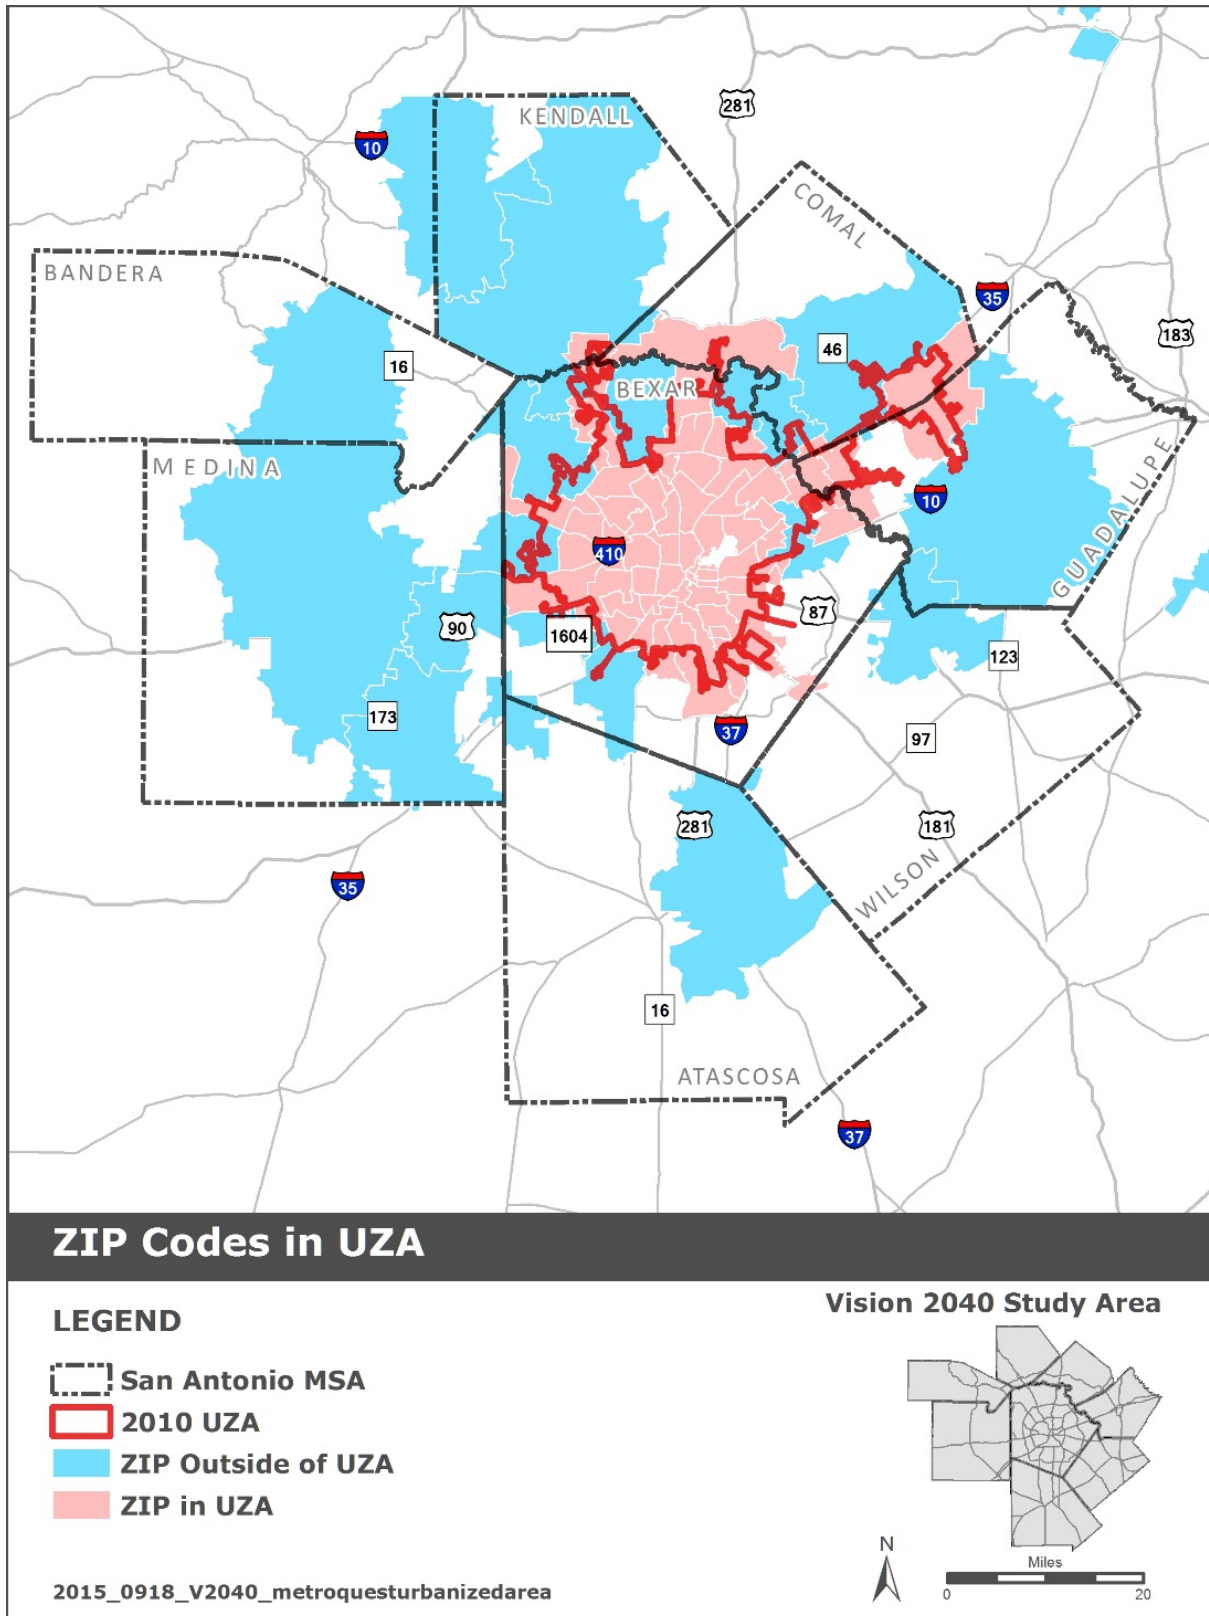 KENDALL
281
10
COMAL
BANDERA
35
183
46
16
BEXAR
MEDINA
10
GUADALUPE
410
87
90
1604
123
173
37
97
281
181
WILSON
35
16
ATASCOSA
37
ZIP Codes in UZA
LEGEND
San Antonio MSA
2010 UZA
ZIP Outside of UZA
ZIP in UZA
2015_0918_V2040_metroquesturbanizedarea
Vision 2040 Study Area
N
Miles
0 20